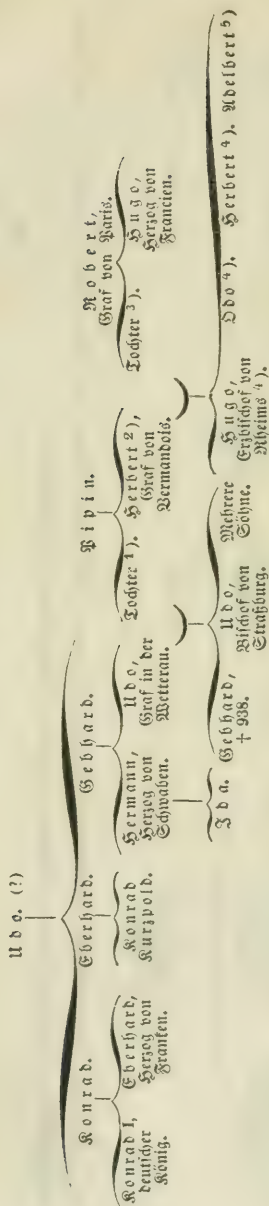 Udo. (?)
Konrad. Eberhard. Gebhard. Pipin. Robert,
Graf von Paris.
Konrad I,
deutscher
König.
Eberhard,
Herzog von
Franken.
Konrad
Kurzpold.
Hermann,
Herzog von
Schwaben.
Udo,
Graf in der
Wetterau.
Tochter ¹). Herbert ²),
Graf von
Vermandois.
Tochter ³). Hugo,
Herzog von
Francien.
Ida. Gebhard,
† 938.
Udo,
Bischof von
Straßburg.
Mehrere
Söhne.
Hugo,
Erzbischof von
Rheims ⁴).
Odo ⁴). Herbert ⁴). Adelbert ⁵)